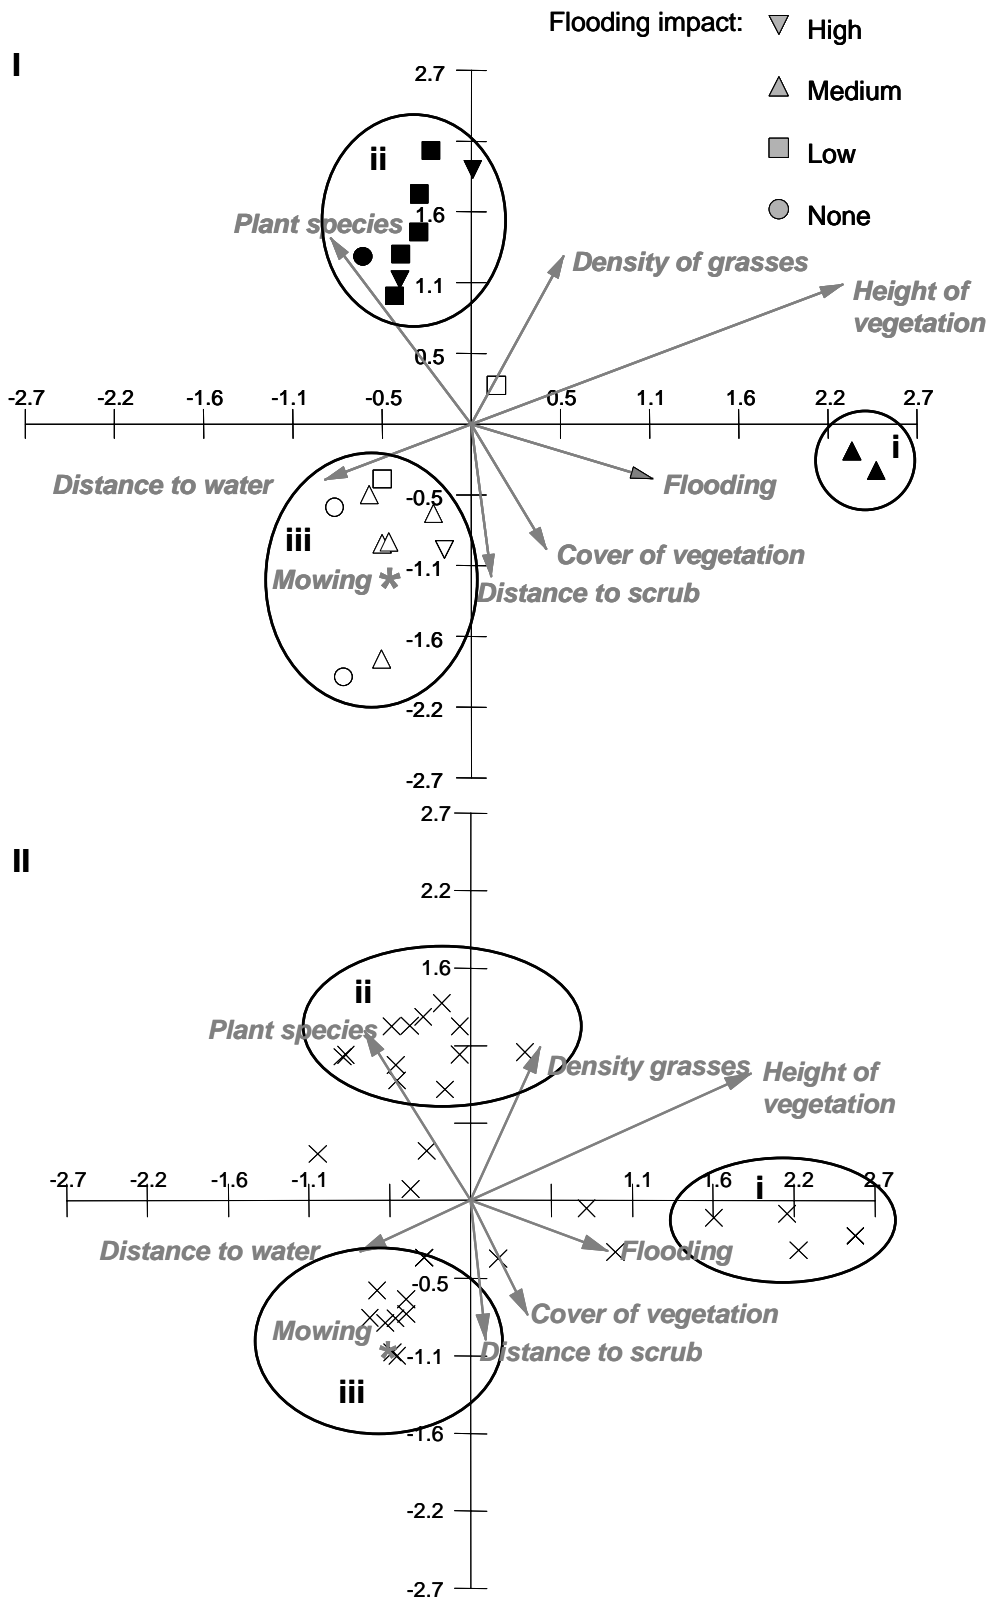 Flooding impact:
High
Medium
Low
None
I
2.7
ii
Plant species
1.6
Density of grasses
1.1
Height of
vegetation
0.5
-2.7 -2.2 -1.6 -1.1 -0.5 0.5 1.1 1.6 2.2 2.7
i
Distance to water
Flooding
-0.5
iii
Cover of vegetation
Mowing *
-1.1
Distance to scrub
-1.6
-2.2
-2.7
2.7
II
2.2
1.6
ii
Plant species
Density grasses
Height of
vegetation
-2.7 -2.2 -1.6 -1.1 1.1 1.6 2.2 2.7
i
Distance to water
Flooding
-0.5
Cover of vegetation
Mowing
*
-1.1
Distance to scrub
iii
-1.6
-2.2
-2.7